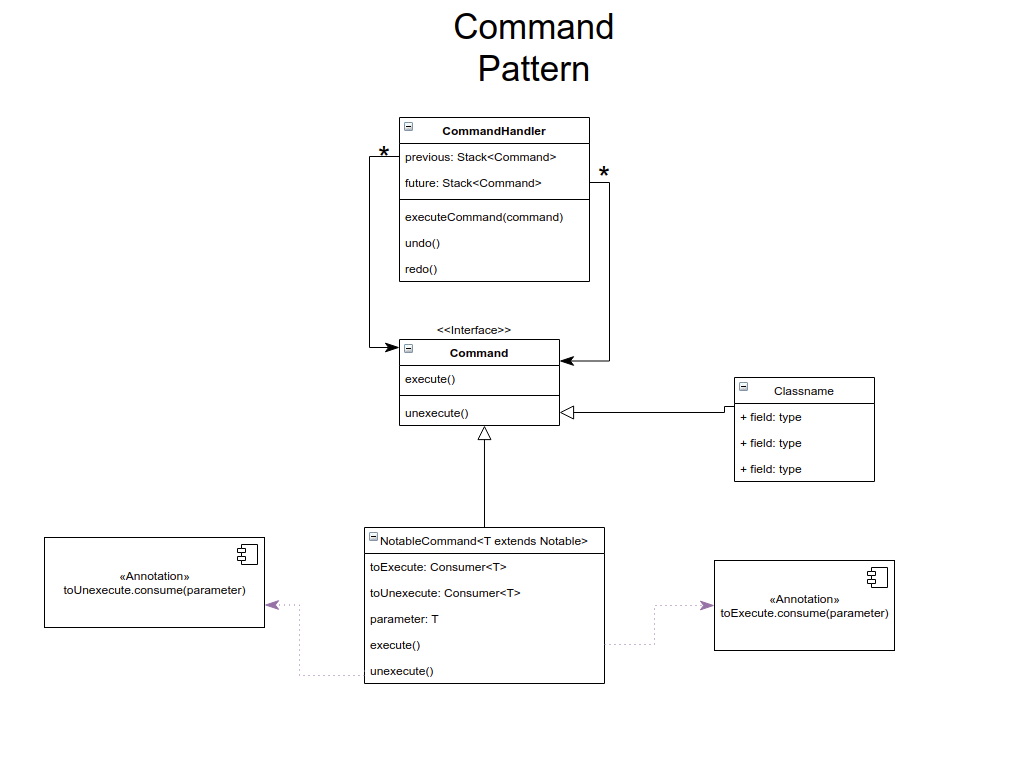 Command
Pattern
CommandHandler
*
previous: Stack<Command>
*
future: Stack<Command>
executeCommand(command)
undo()
redo()
<<Interface>>
Command
execute()
unexecute()
Classname
+ field: type
+ field: type
+ field: type
NotableCommand<T extends Notable>
toExecute: Consumer<T>
toUnexecute: Consumer<T>
parameter: T
execute()
unexecute()
«Annotation»
toUnexecute.consume(parameter)
«Annotation»
toExecute.consume(parameter)